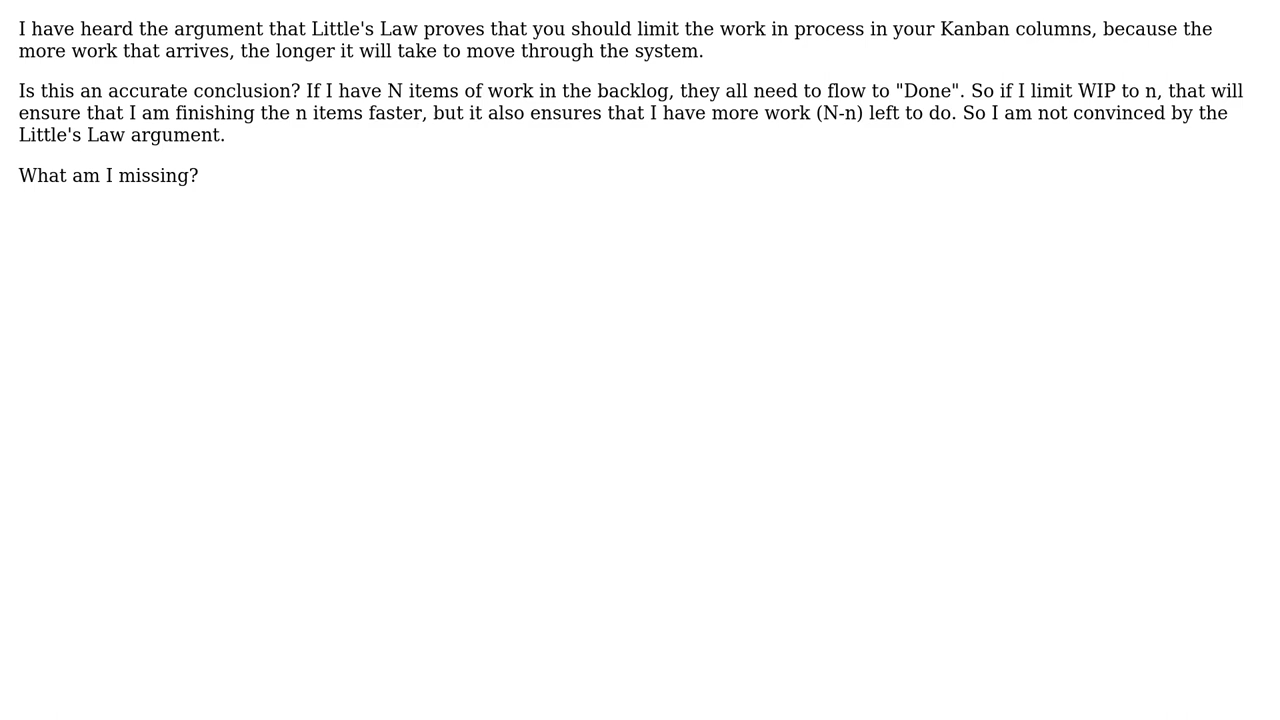 I have heard the argument that Little's Law proves that you should limit the work in process in your Kanban columns, because the
more work that arrives, the longer it will take to move through the system.
Is this an accurate conclusion? If I have N items of work in the backlog, they all need to flow to "Done". So if I limit WIP to n, that will
ensure that I am finishing the n items faster, but it also ensures that I have more work (N-n) left to do. So I am not convinced by the
Little's Law argument.
What am I missing?